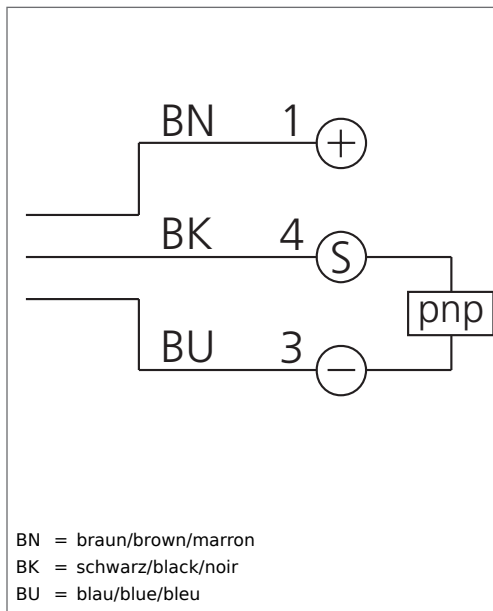 BN 1 +
BK 4 S
pnp
BU 3 −
BN = braun/brown/marron
BK = schwarz/black/noir
BU = blau/blue/bleu